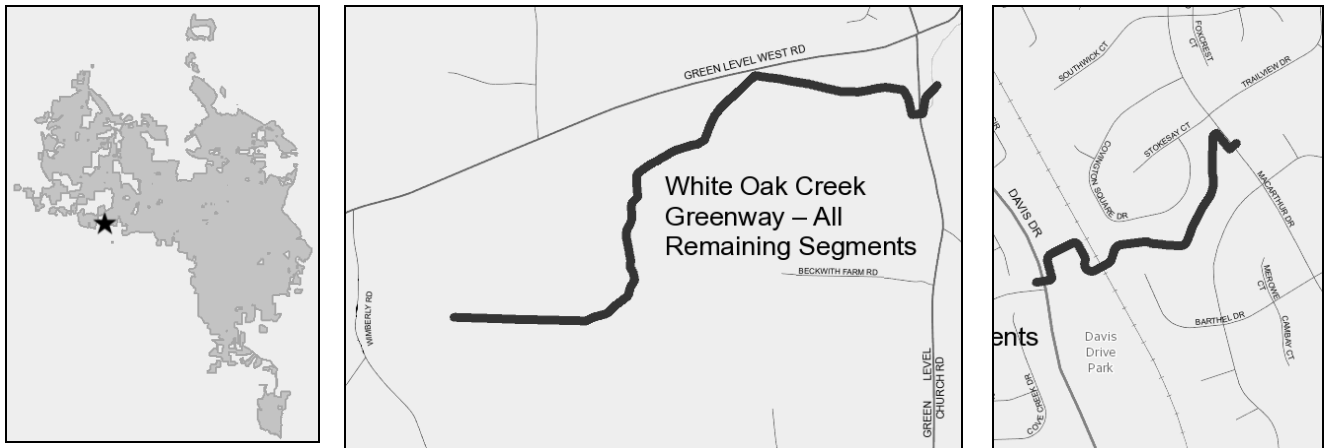 GREEN LEVEL WEST RD
White Oak Creek
Greenway – All
Remaining Segments
BECKWITH FARM RD
WIMBERLY RD
GREEN LEVEL
CHURCH RD
FOXCREST
CT
SOUTHWICK CT
TRAILVIEW DR
STOKESAY CT
COVINGTON
SQUARE DR
MACARTHUR DR
DAVIS DR
MEROWE
CT
BARTHEL DR
CAMBAY CT
ents
Davis
Drive
Park
COVE CREEK DR